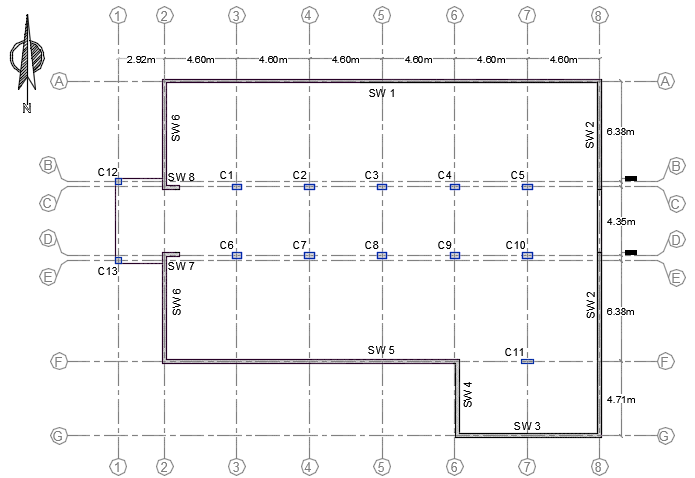 1 2 3 4 5 6 7 8
2.92m 4.60m 4.60m 4.60m 4.60m 4.60m 4.60m
A A
SW 1
N
SW 6 SW 2 6.38m
B B
C12 SW 8 C1 C2 C3 C4 C5
C C
4.35m
D D
C6 C7 C8 C9 C10
C13 SW 7
E E
SW 6 SW 2 6.38m
SW 5 C11
F F
SW 4 4.71m
SW 3
G G
1 2 3 4 5 6 7 8